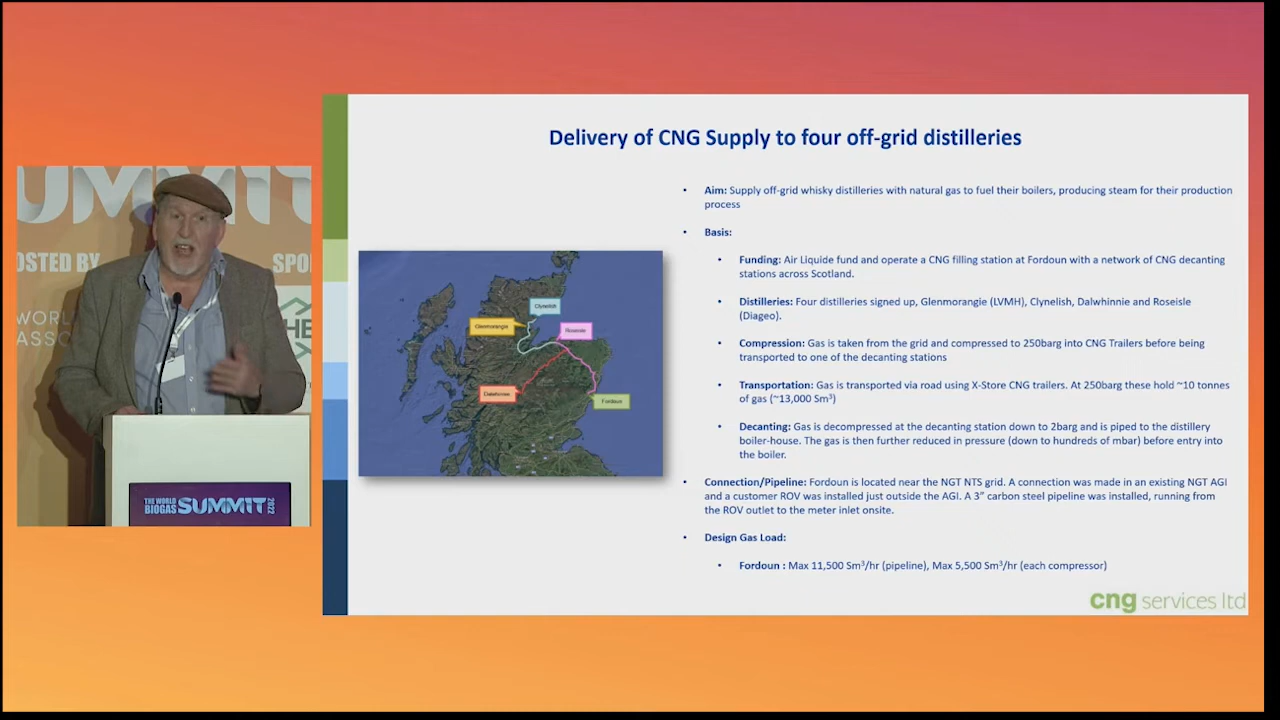 SUMMIT
OSTED BY
SPO
WORL
ASSO
HE
THE WORLD
BIOGAS SUMMIT 2022
Delivery of CNG Supply to four off-grid distilleries
Clynelish
Glenmorangie
Roseisle
Dalwhinnie
Fordoun
• Aim: Supply off-grid whisky distilleries with natural gas to fuel their boilers, producing steam for their production
process
• Basis:
• Funding: Air Liquide fund and operate a CNG filling station at Fordoun with a network of CNG decanting
stations across Scotland.
• Distilleries: Four distilleries signed up, Glenmorangie (LVMH), Clynelish, Dalwhinnie and Roseisle
(Diageo).
• Compression: Gas is taken from the grid and compressed to 250barg into CNG Trailers before being
transported to one of the decanting stations
• Transportation: Gas is transported via road using X-Store CNG trailers. At 250barg these hold ~10 tonnes
of gas (~13,000 Sm³)
• Decanting: Gas is decompressed at the decanting station down to 2barg and is piped to the distillery
boiler-house. The gas is then further reduced in pressure (down to hundreds of mbar) before entry into
the boiler.
• Connection/Pipeline: Fordoun is located near the NGT NTS grid. A connection was made in an existing NGT AGI
and a customer ROV was installed just outside the AGI. A 3” carbon steel pipeline was installed, running from
the ROV outlet to the meter inlet onsite.
• Design Gas Load:
• Fordoun : Max 11,500 Sm³/hr (pipeline), Max 5,500 Sm³/hr (each compressor)
cng services ltd